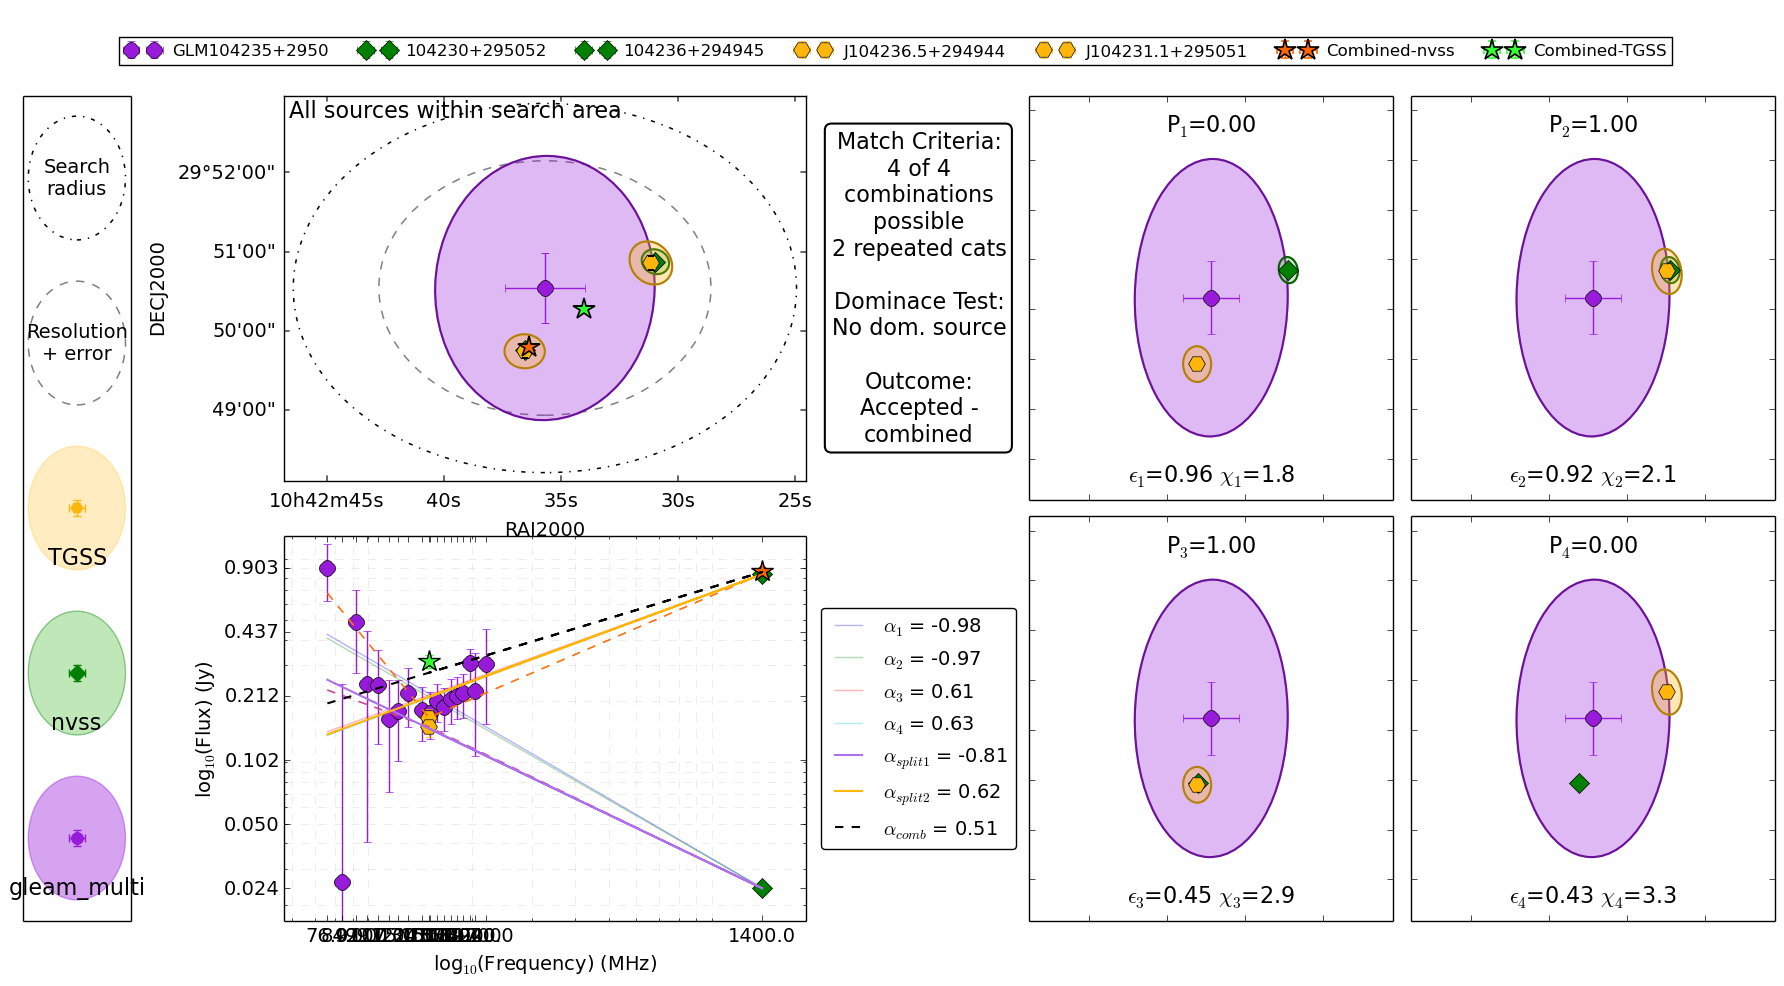 GLM104235+2950 104230+295052 104236+294945 J104236.5+294944 J104231.1+295051 Combined-nvss Combined-TGSS
Search
radius
Resolution
+ error
TGSS
nvss
gleam_multi
All sources within search area
DECJ2000
29°52'00"
51'00"
50'00"
49'00"
10h42m45s 40s 35s 30s 25s
RAJ2000
Match Criteria:
4 of 4
combinations
possible
2 repeated cats
Dominace Test:
No dom. source
Outcome:
Accepted -
combined
P1=0.00
ϵ1=0.96 χ1=1.8
P2=1.00
ϵ2=0.92 χ2=2.1
P3=1.00
ϵ3=0.45 χ3=2.9
P4=0.00
ϵ4=0.43 χ4=3.3
log10(Flux) (Jy)
0.903
0.437
0.212
0.102
0.050
0.024
1400.0
log10(Frequency) (MHz)
α1 = -0.98
α2 = -0.97
α3 = 0.61
α4 = 0.63
αsplit1 = -0.81
αsplit2 = 0.62
αcomb = 0.51